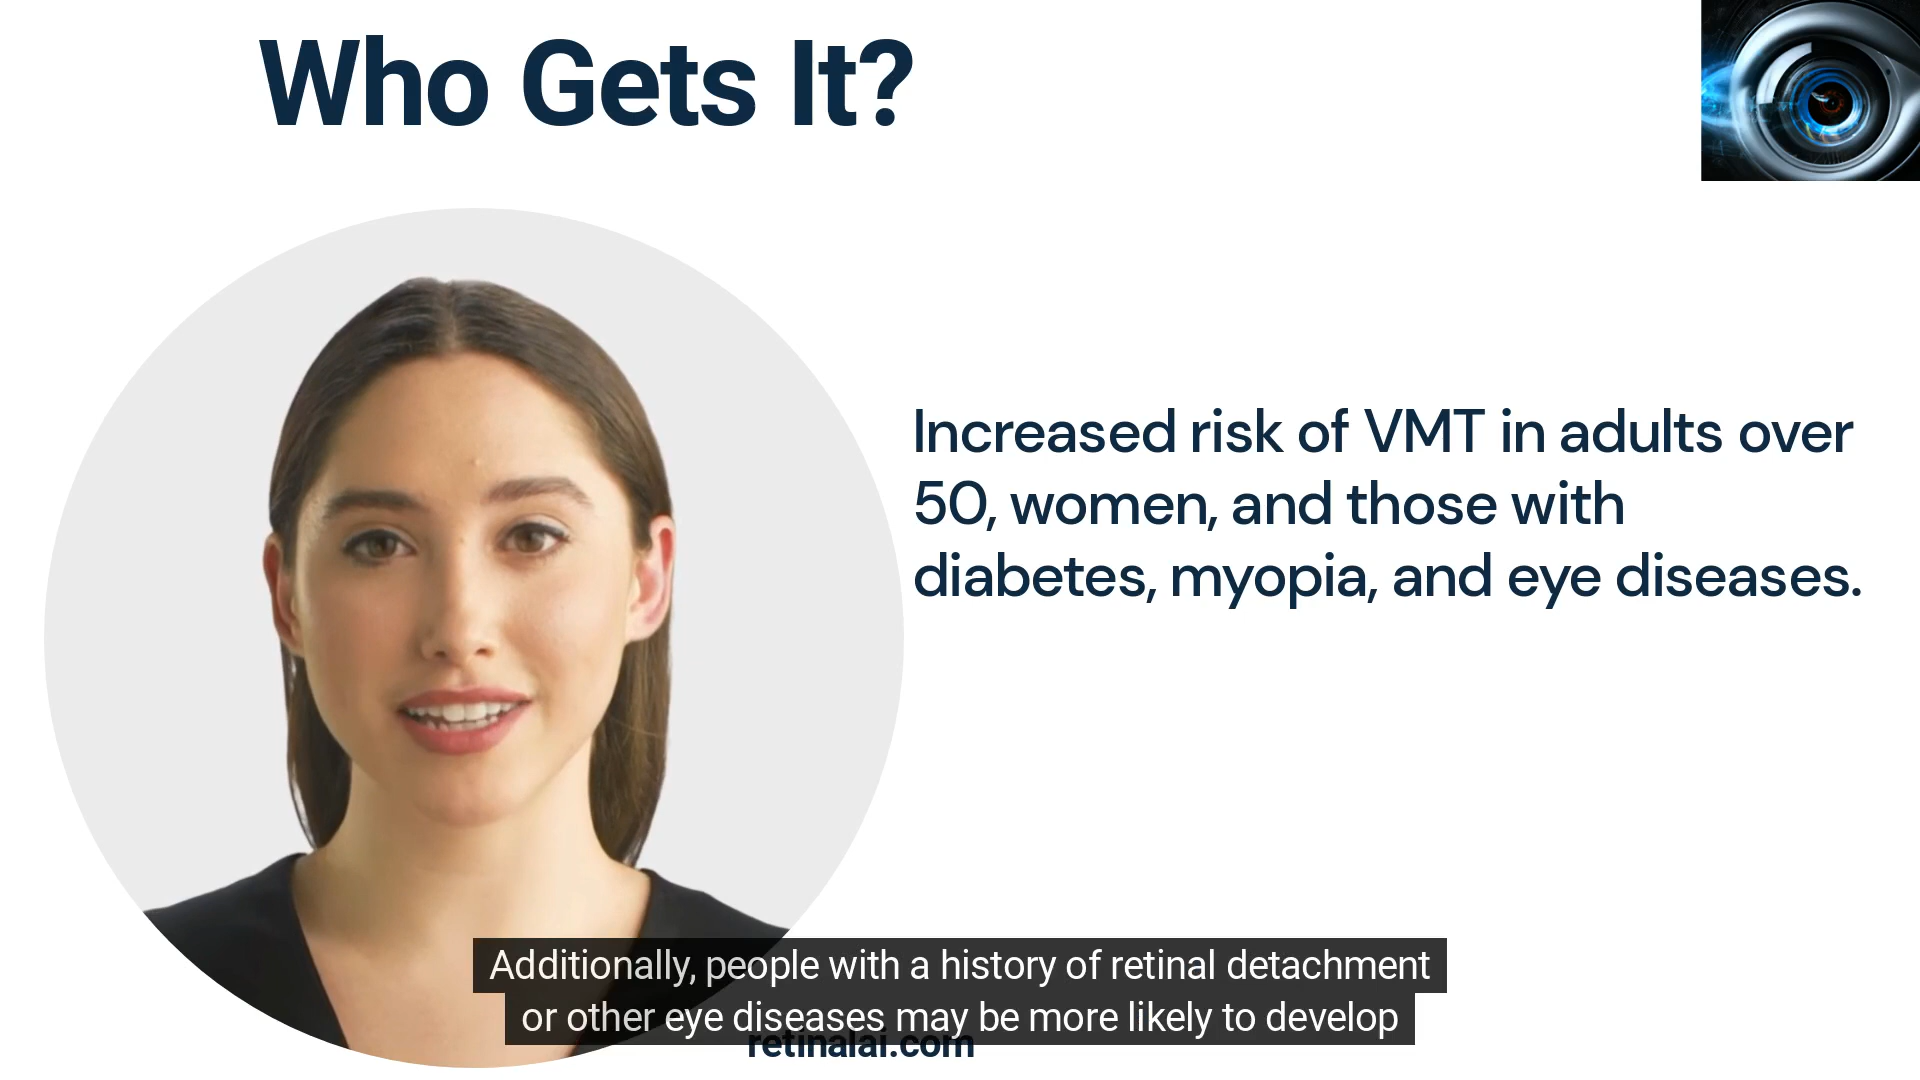 Who Gets It?
Increased risk of VMT in adults over
50, women, and those with
diabetes, myopia, and eye diseases.
Additionally, people with a history of retinal detachment
or other eye diseases may be more likely to develop
retinalai.com